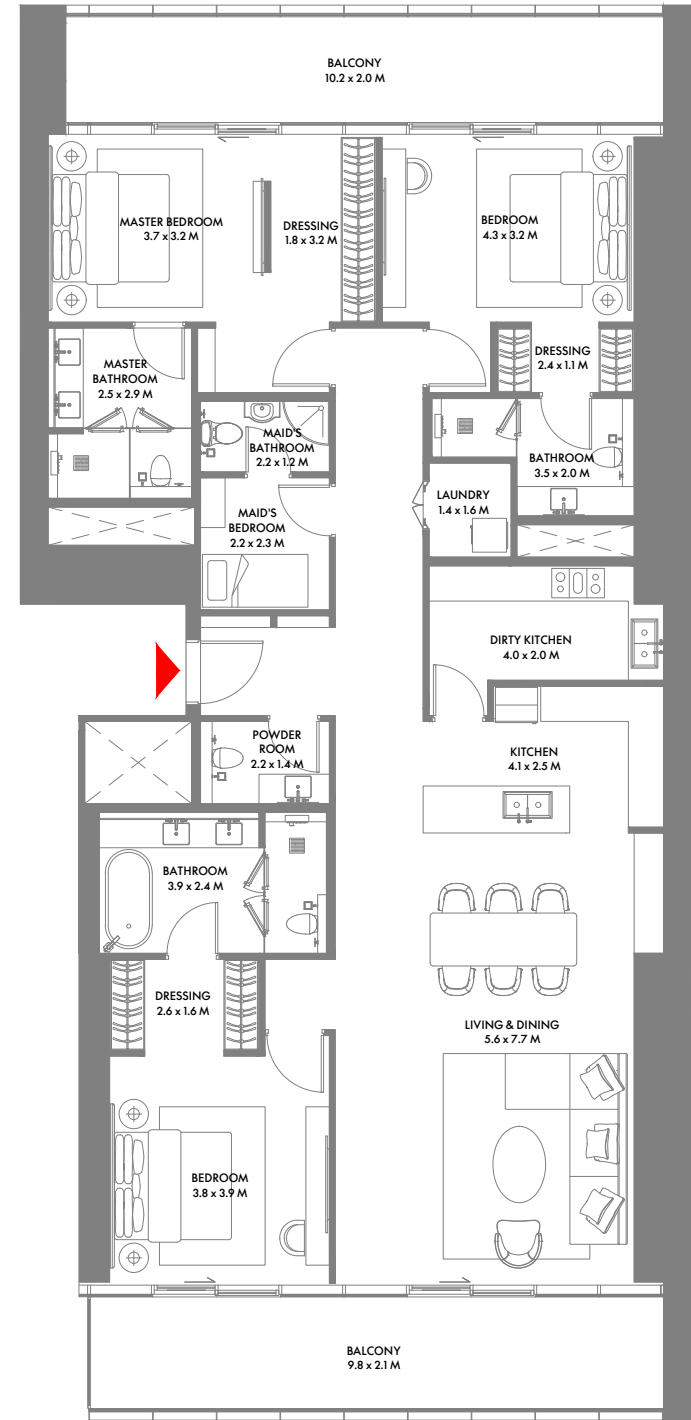 BALCONY
10.2 x 2.0 M
MASTER BEDROOM
3.7 x 3.2 M
DRESSING
1.8 x 3.2 M
BEDROOM
4.3 x 3.2 M
MASTER
BATHROOM
2.5 x 2.9 M
DRESSING
2.4 x 1.1 M
MAID'S
BATHROOM
2.2 x 1.2 M
BATHROOM
3.5 x 2.0 M
LAUNDRY
1.4 x 1.6 M
MAID'S
BEDROOM
2.2 x 2.3 M
DIRTY KITCHEN
4.0 x 2.0 M
POWDER
ROOM
2.2 x 1.4 M
KITCHEN
4.1 x 2.5 M
BATHROOM
3.9 x 2.4 M
DRESSING
2.6 x 1.6 M
LIVING & DINING
5.6 x 7.7 M
BEDROOM
3.8 x 3.9 M
BALCONY
9.8 x 2.1 M